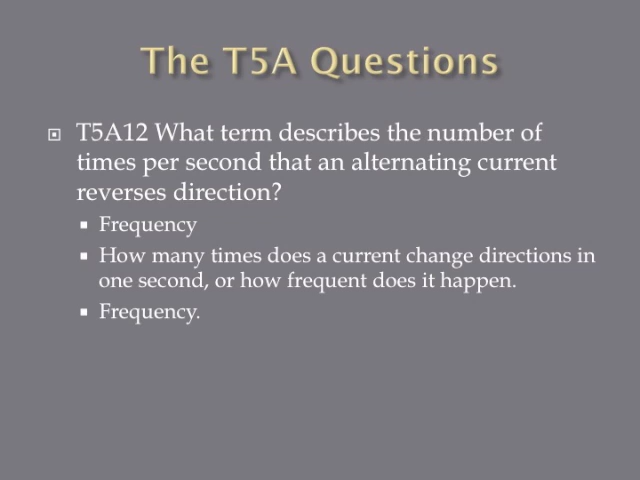 The T5A Questions
T5A12 What term describes the number of
times per second that an alternating current
reverses direction?
Frequency
How many times does a current change directions in
one second, or how frequent does it happen.
Frequency.